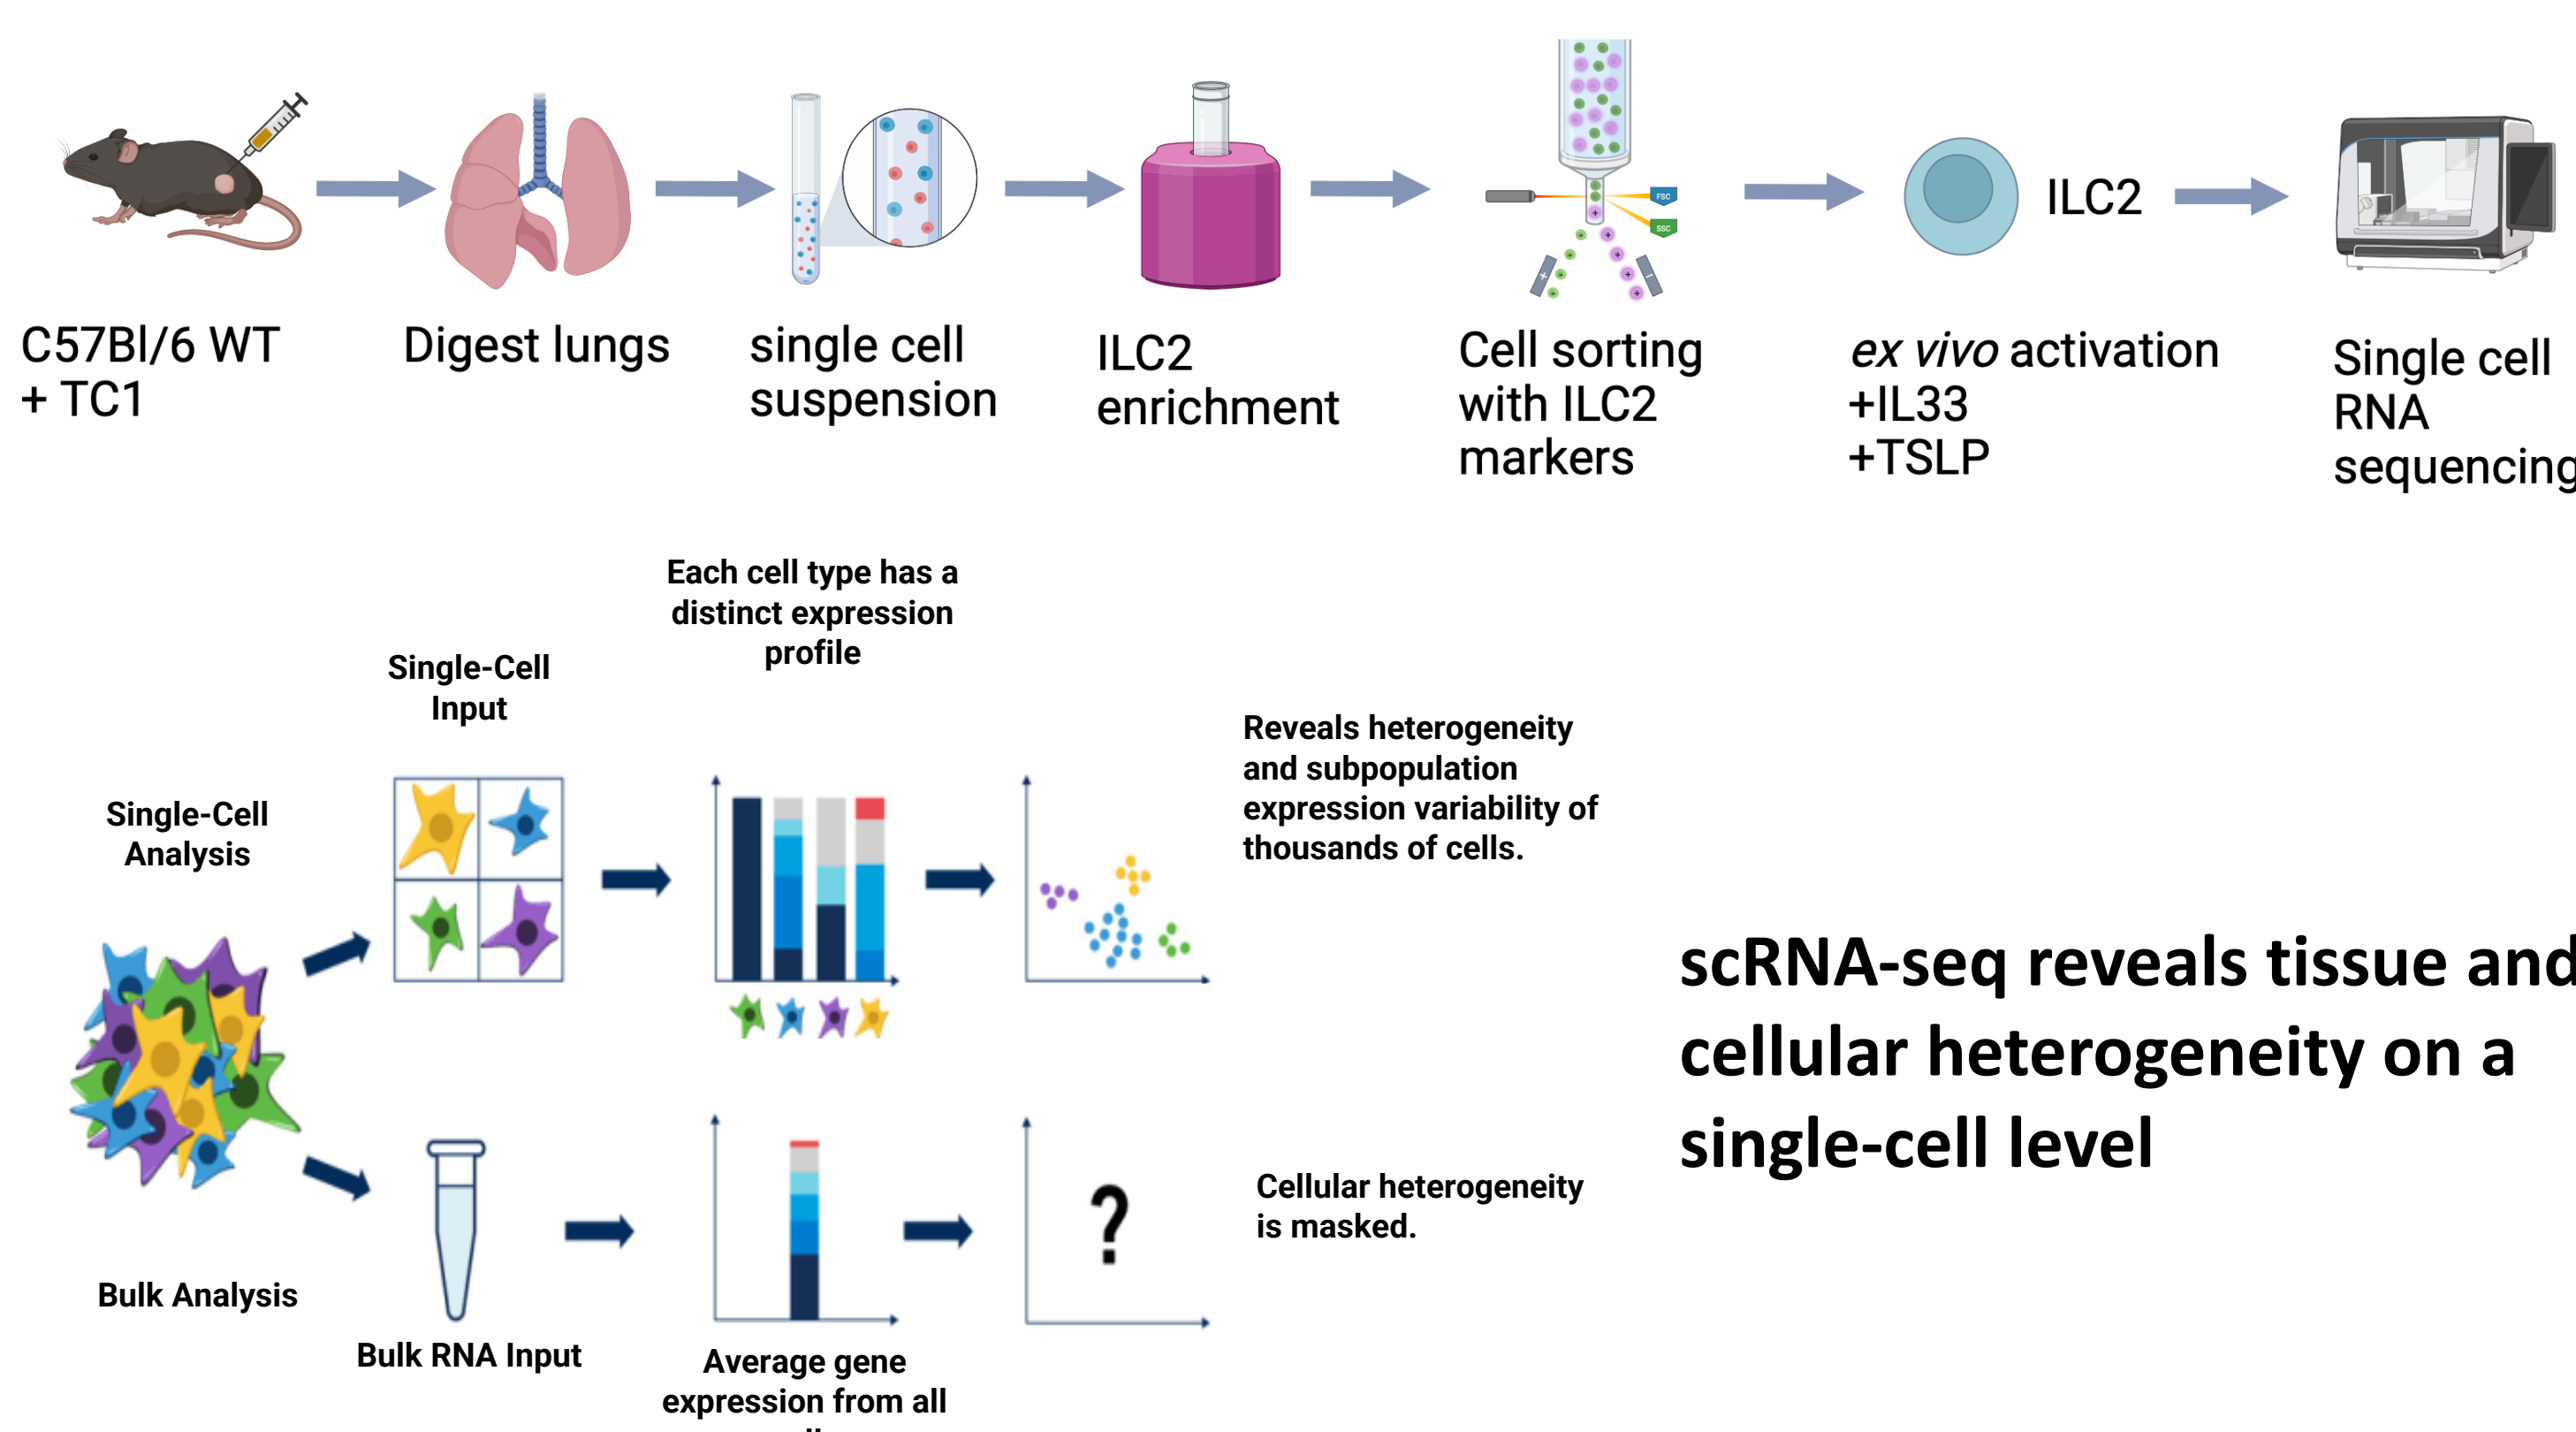 FSC
SSC
+
-
ILC2
C57Bl/6 WT
+ TC1
Digest lungs
single cell
suspension
ILC2
enrichment
Cell sorting
with ILC2
markers
ex vivo activation
+IL33
+TSLP
Single cell
RNA
sequencing
Each cell type has a
distinct expression
profile
Single-Cell
Input
Single-Cell
Analysis
Reveals heterogeneity
and subpopulation
expression variability of
thousands of cells.
scRNA-seq reveals tissue and
cellular heterogeneity on a
single-cell level
?
Cellular heterogeneity
is masked.
Bulk Analysis
Bulk RNA Input
Average gene
expression from all